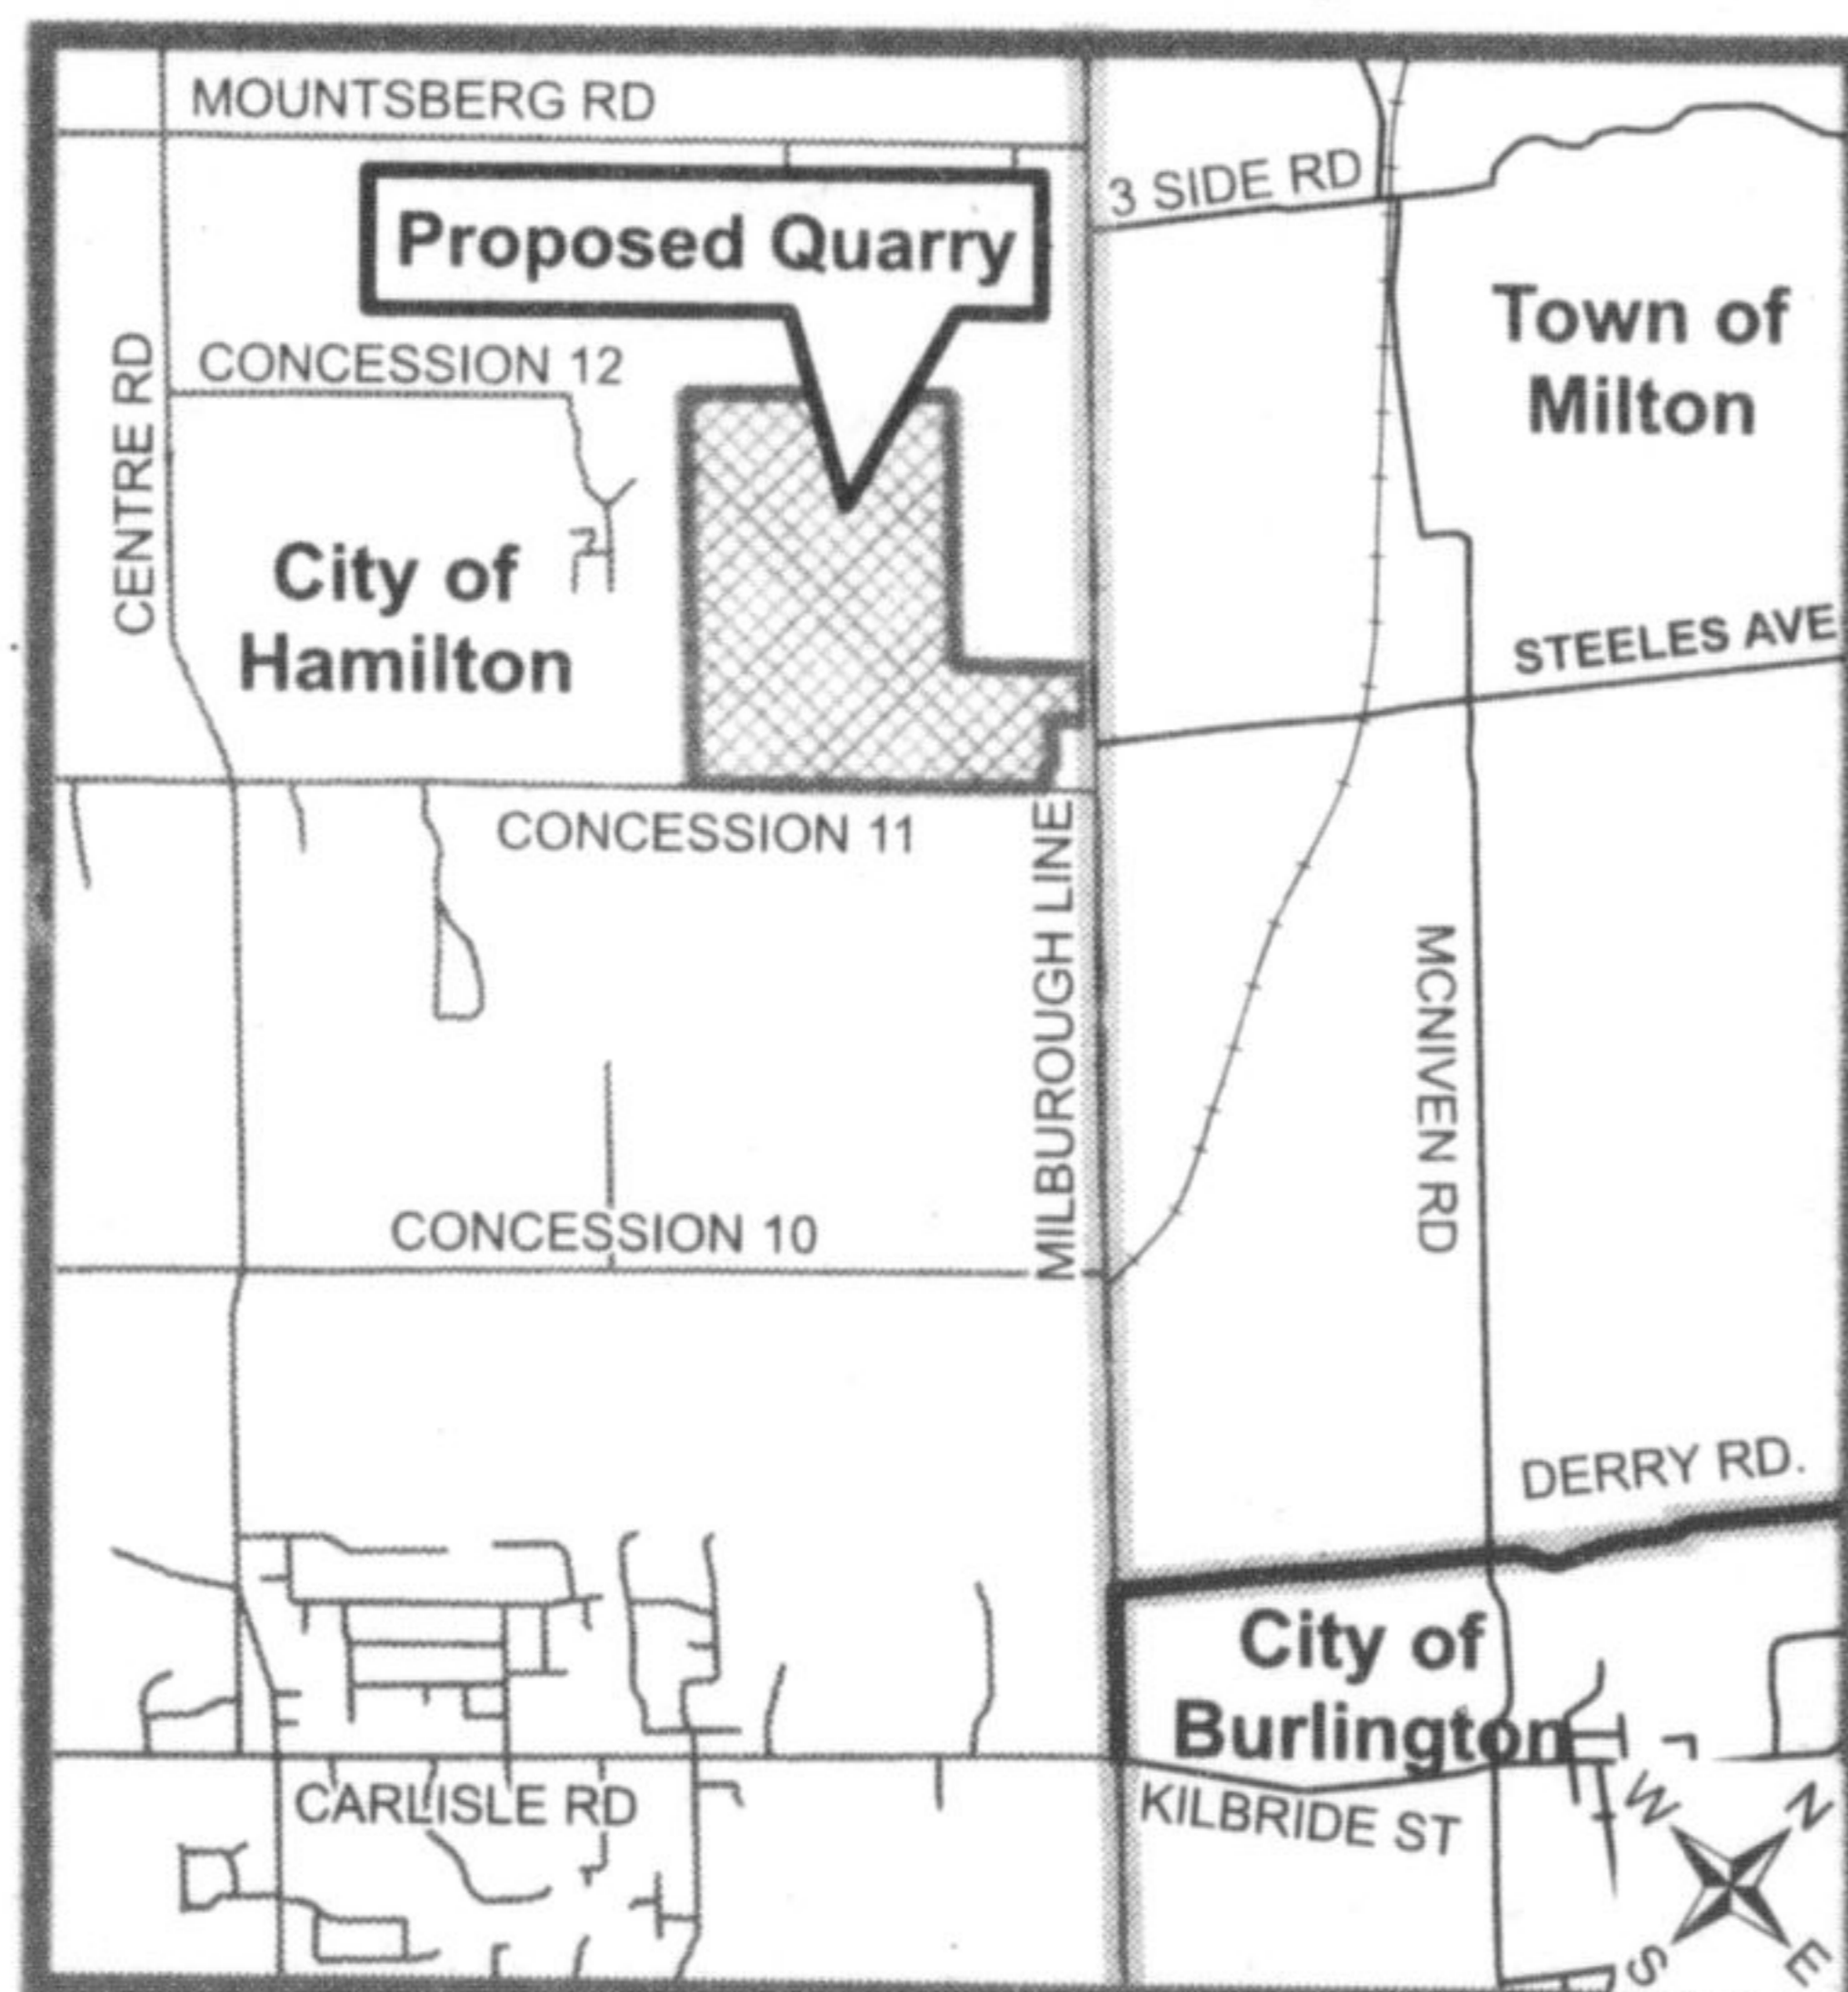 MOUNTSBERG RD
3 SIDE RD
Proposed Quarry
Town of
Milton
CONCESSION 12
CENTRE RD
City of
Hamilton
STEELES AVE
CONCESSION 11
MILBUROUGH LINE
MCNIVEN RD
CONCESSION 10
DERRY RD.
City of
Burlington
CARLISLE RD
KILBRIDE ST
W
N
S
E